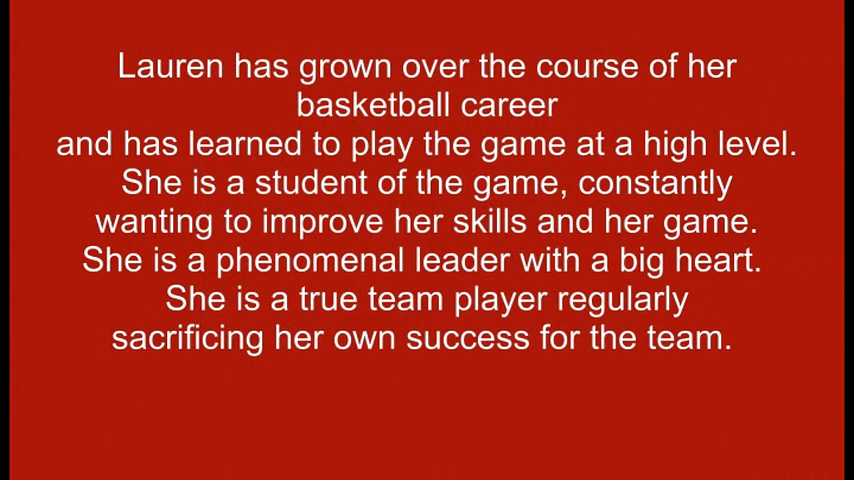 Lauren has grown over the course of her
basketball career
and has learned to play the game at a high level.
She is a student of the game, constantly
wanting to improve her skills and her game.
She is a phenomenal leader with a big heart.
She is a true team player regularly
sacrificing her own success for the team.